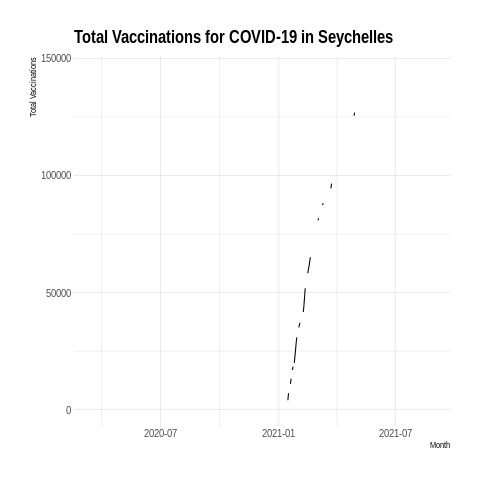 Total Vaccinations for COVID-19 in Seychelles
Total Vaccinations
150000
100000
50000
0
2020-07
2021-01
2021-07
Month